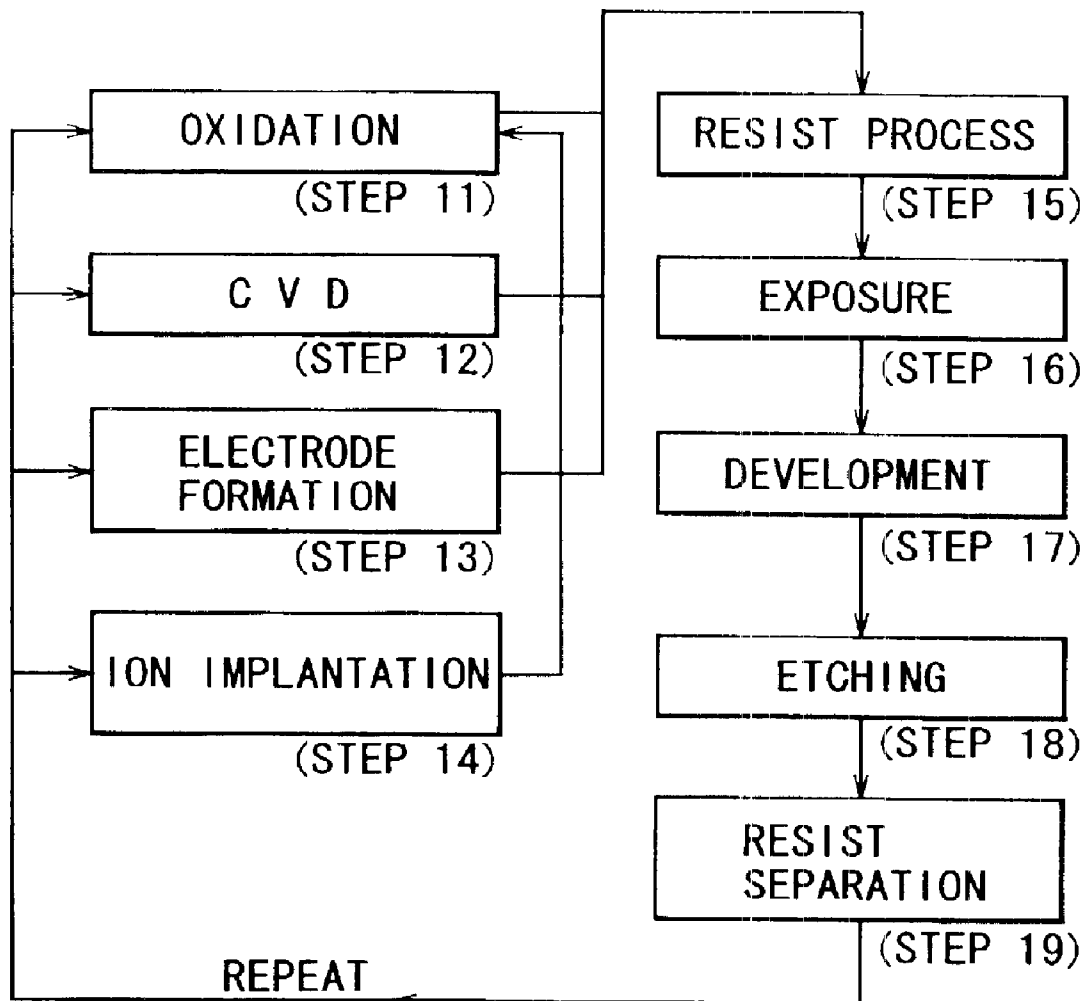 OXIDATION
(STEP 11)
C V D
(STEP 12)
ELECTRODE
FORMATION
(STEP 13)
ION IMPLANTATION
(STEP 14)
RESIST PROCESS
(STEP 15)
EXPOSURE
(STEP 16)
DEVELOPMENT
(STEP 17)
ETCHING
(STEP 18)
RESIST
SEPARATION
(STEP 19)
REPEAT